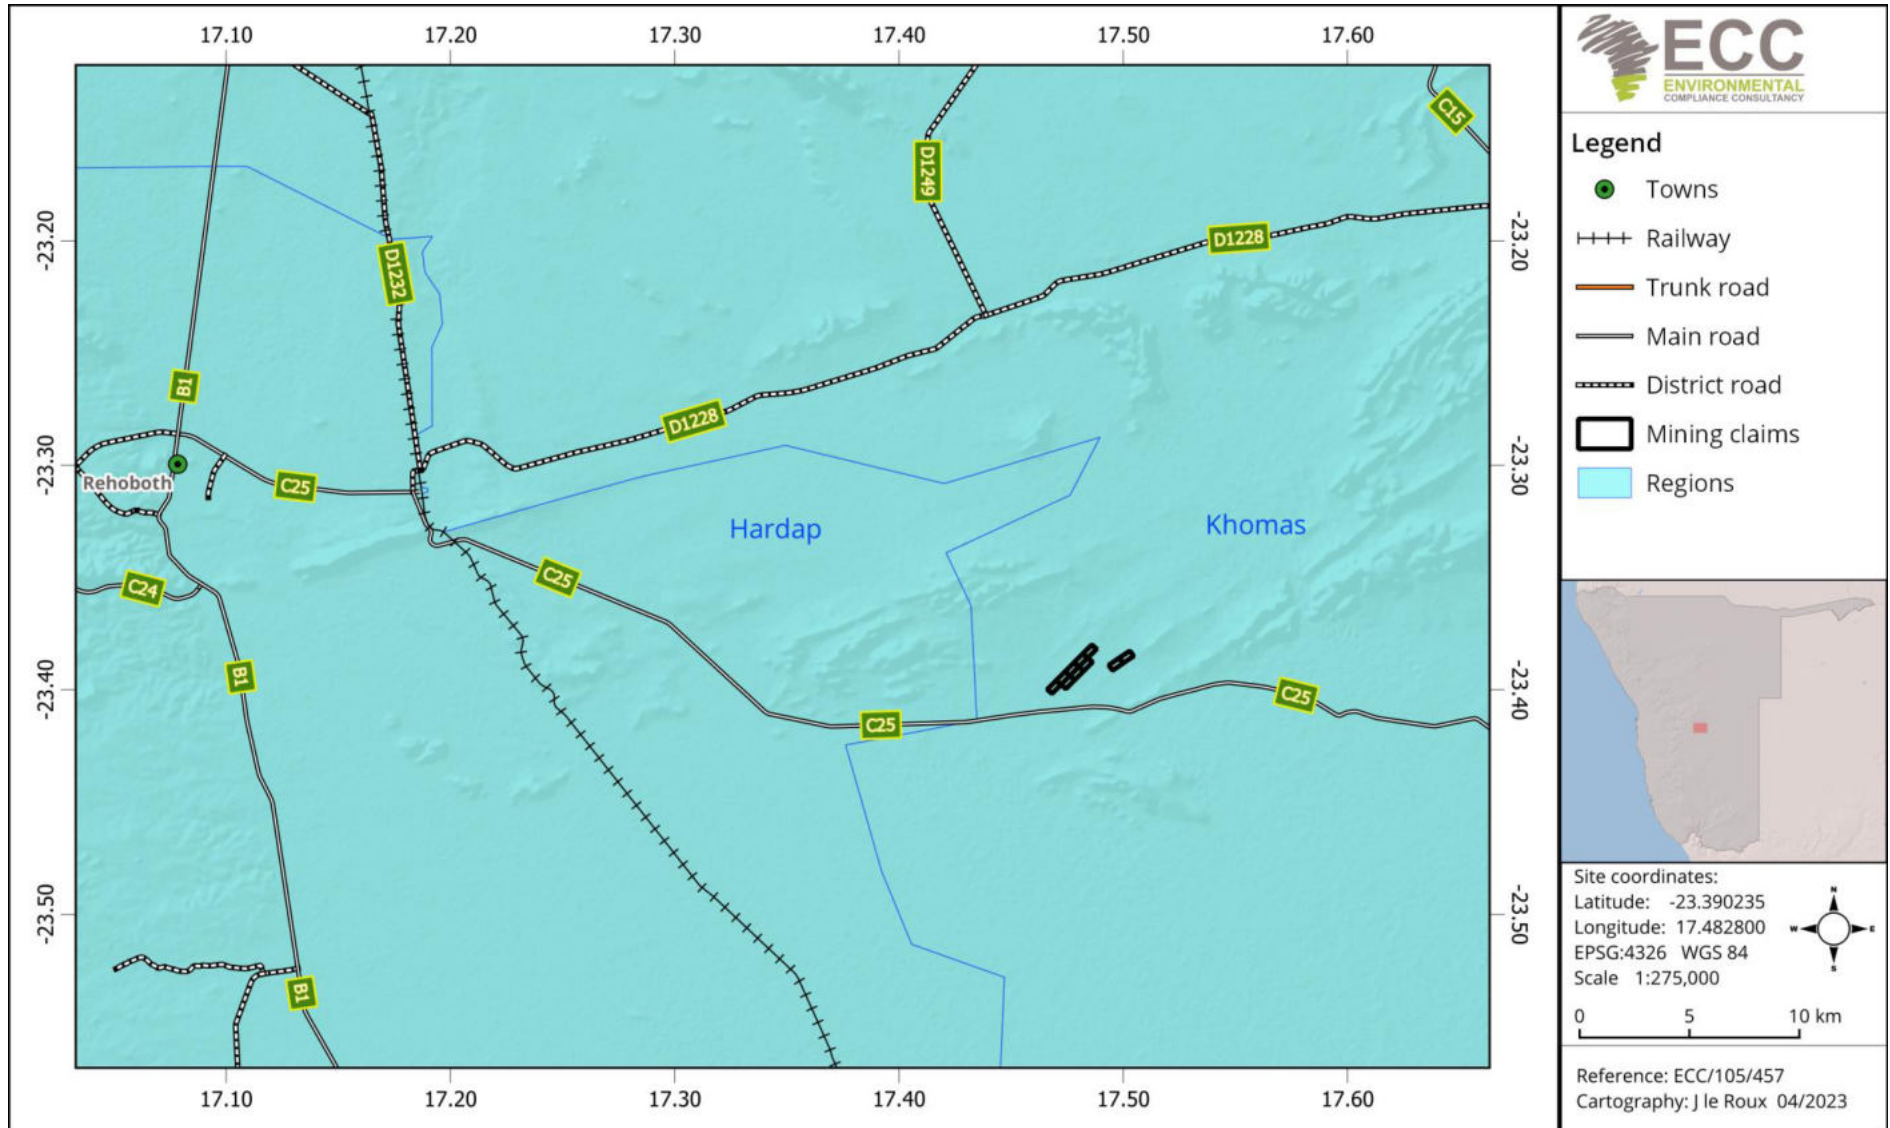 17.10 17.20 17.30 17.40 17.50 17.60
-23.20
-23.30
-23.40
-23.50
-23.20
-23.30
-23.40
-23.50
17.10 17.20 17.30 17.40 17.50 17.60
C15
D1249
D1228
D1232
B1
D1228
Rehoboth
C25
Hardap
Khomas
C25
C24
B1
C25
C25
B1
ECC
ENVIRONMENTAL
COMPLIANCE CONSULTANCY
Legend
Towns
Railway
Trunk road
Main road
District road
Mining claims
Regions
Site coordinates:
Latitude: -23.390235
Longitude: 17.482800
EPSG:4326 WGS 84
Scale 1:275,000
N
W E
S
0 5 10 km
Reference: ECC/105/457
Cartography: J le Roux 04/2023